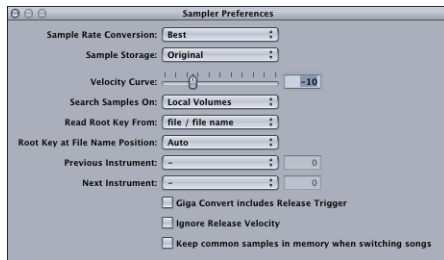 Sampler Preferences
Sample Rate Conversion: Best
Sample Storage: Original
Velocity Curve: -10
Search Samples On: Local Volumes
Read Root Key From: file / file name
Root Key at File Name Position: Auto
Previous Instrument: - 0
Next Instrument: - 0
Giga Convert includes Release Trigger
Ignore Release Velocity
Keep common samples in memory when switching songs